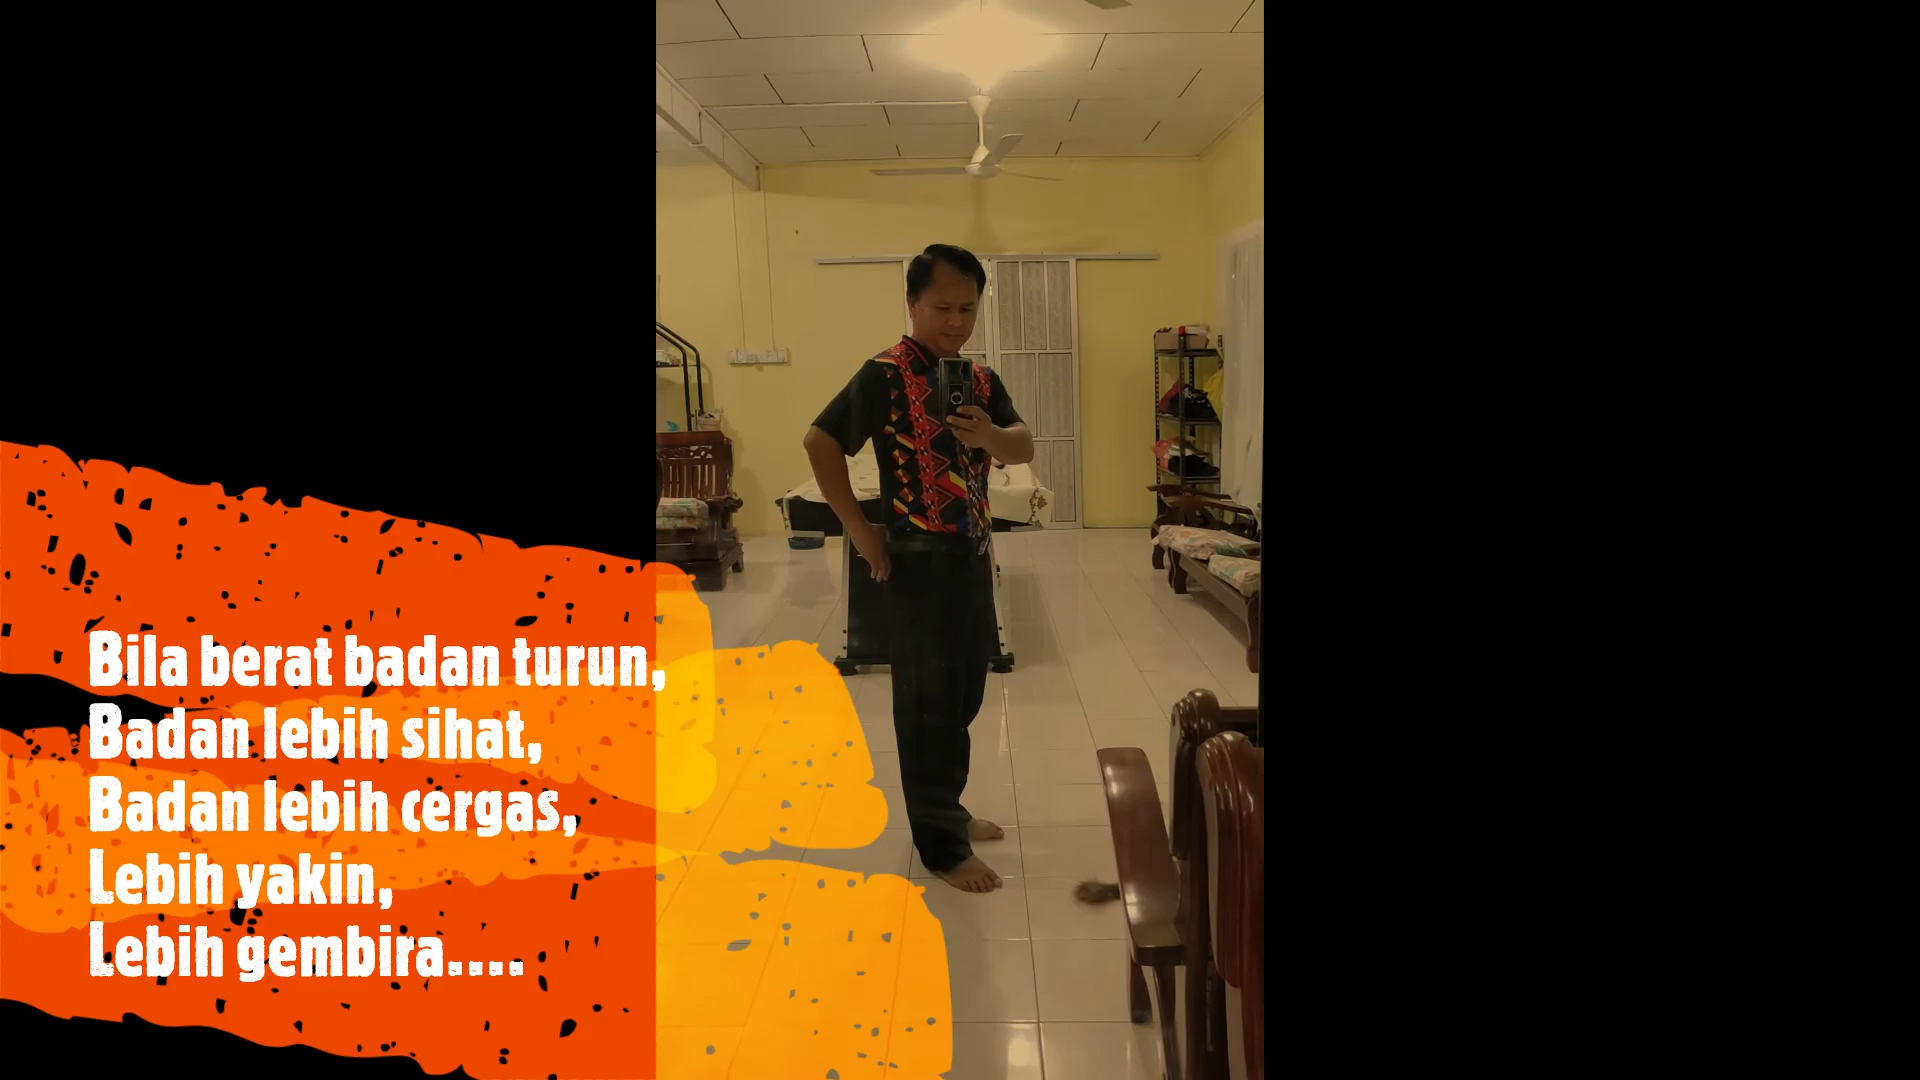 Bila berat badan turun,
Badan lebih sihat,
Badan lebih cergas,
Lebih yakin,
Lebih gembira....